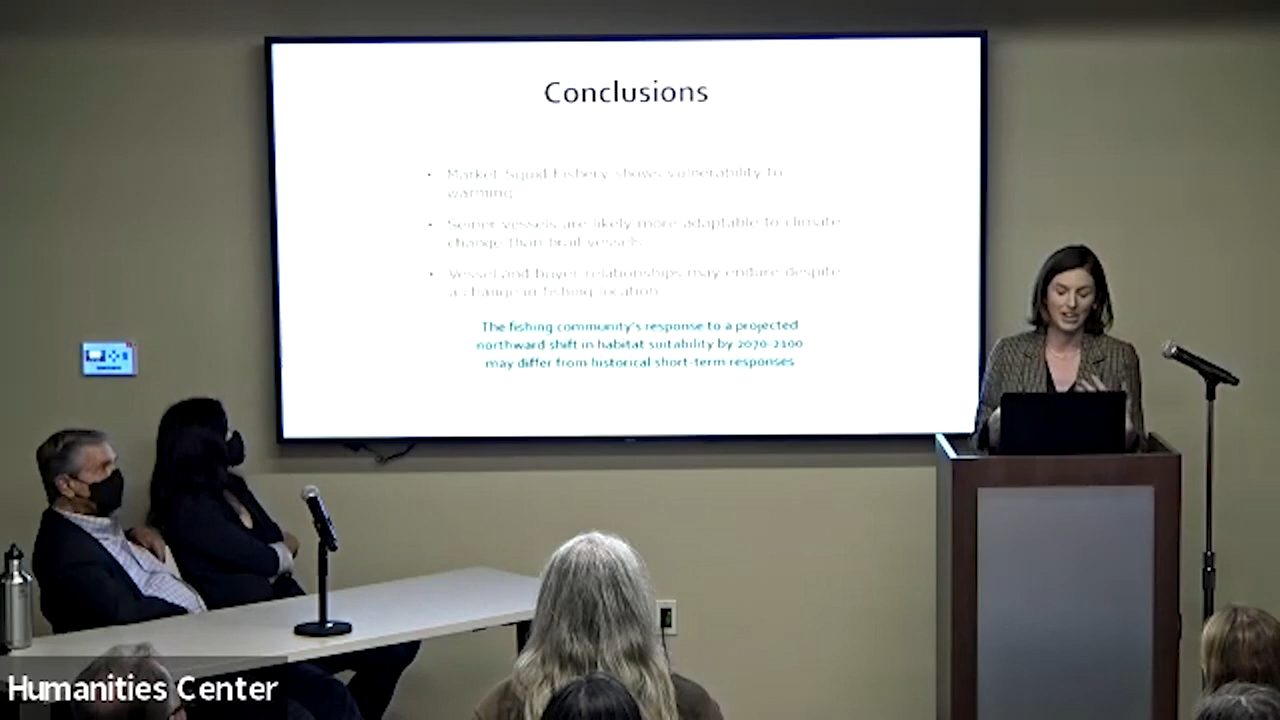 Conclusions
• Market Squid Fishery shows vulnerability to
warming
• Seiner vessels are likely more adaptable to climate
change than brail vessels
• Vessel and buyer relationships may endure despite
a change in fishing location
The fishing community's response to a projected
northward shift in habitat suitability by 2070-2100
may differ from historical short-term responses
Humanities Center